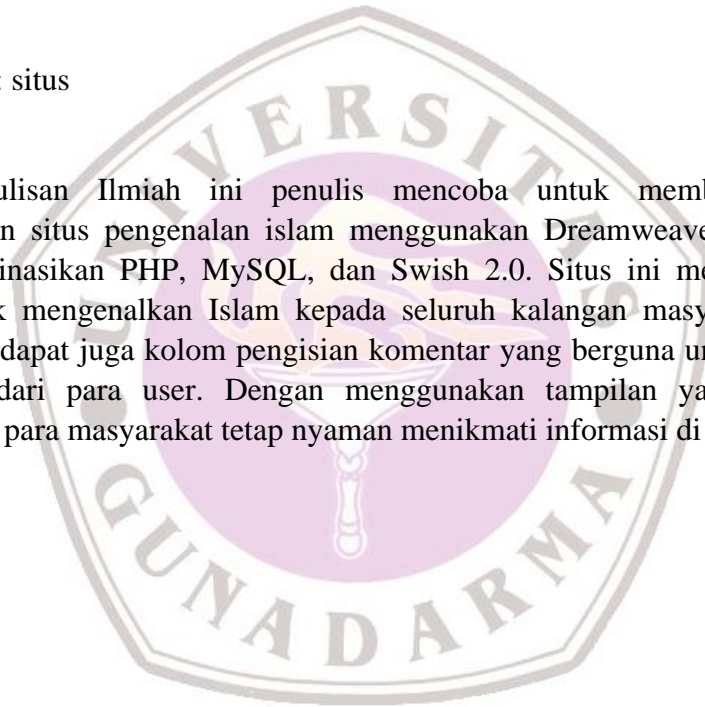 : situs
ulisan Ilmiah ini penulis mencoba untuk memb
n situs pengenalan islam menggunakan Dreamweave
inasikan PHP, MySQL, dan Swish 2.0. Situs ini me
k mengenalkan Islam kepada seluruh kalangan masy
dapat juga kolom pengisian komentar yang berguna u
dari para user. Dengan menggunakan tampilan ya
para masyarakat tetap nyaman menikmati informasi di
UNIVERSITAS
GUNADARMA